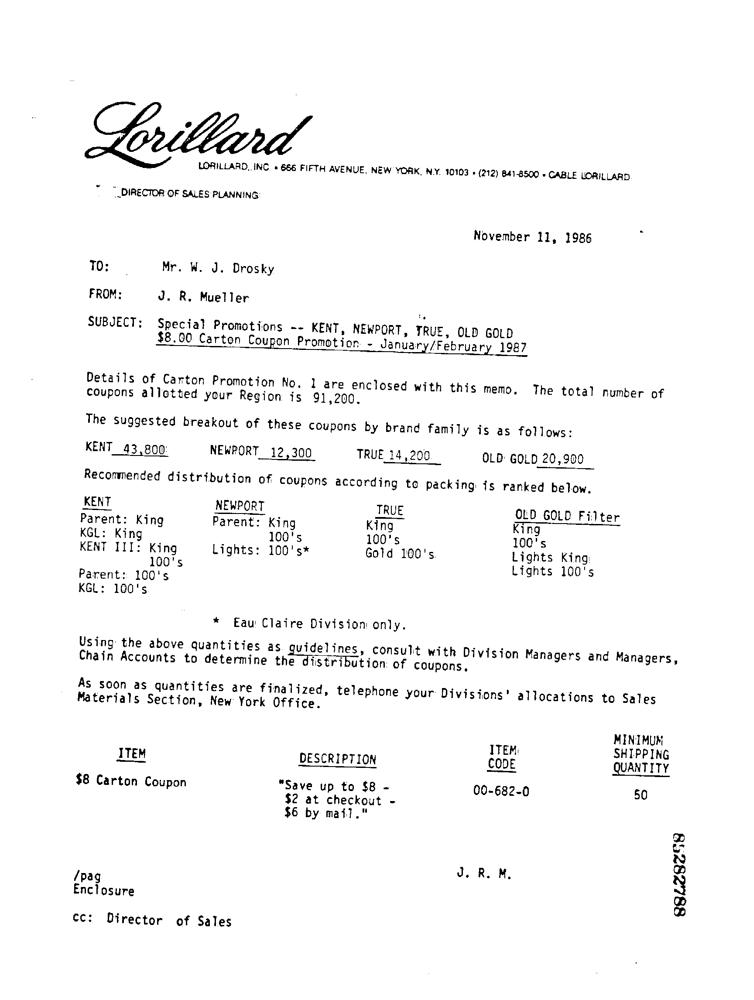 Lorillard
LORILLARD, INC • 666 FIFTH AVENUE, NEW YORK, N.Y. 10103 • (212) 841-8500 • CABLE LORILLARD
DIRECTOR OF SALES PLANNING
November 11, 1986
TO: Mr. W. J. Drosky
FROM: J. R. Mueller
SUBJECT: Special Promotions -- KENT, NEWPORT, TRUE, OLD GOLD
$8.00 Carton Coupon Promotion - January/February 1987
Details of Carton Promotion No. 1 are enclosed with this memo. The total number of
coupons allotted your Region is 91,200.
The suggested breakout of these coupons by brand family is as follows:
KENT 43,800 NEWPORT 12,300 TRUE 14,200 OLD GOLD 20,900
Recommended distribution of coupons according to packing is ranked below.
KENT NEWPORT TRUE OLD GOLD Filter
Parent: King Parent: King King King
KGL: King 100's 100's 100's
KENT III: King Lights: 100's* Gold 100's Lights King
100's Lights 100's
Parent: 100's
KGL: 100's
* Eau Claire Division only.
Using the above quantities as guidelines, consult with Division Managers and Managers,
Chain Accounts to determine the distribution of coupons.
As soon as quantities are finalized, telephone your Divisions' allocations to Sales
Materials Section, New York Office.
ITEM DESCRIPTION ITEM CODE MINIMUM SHIPPING QUANTITY
$8 Carton Coupon "Save up to $8 - 00-682-0 50
$2 at checkout -
$6 by mail."
/pag J. R. M.
Enclosure
cc: Director of Sales
85282788